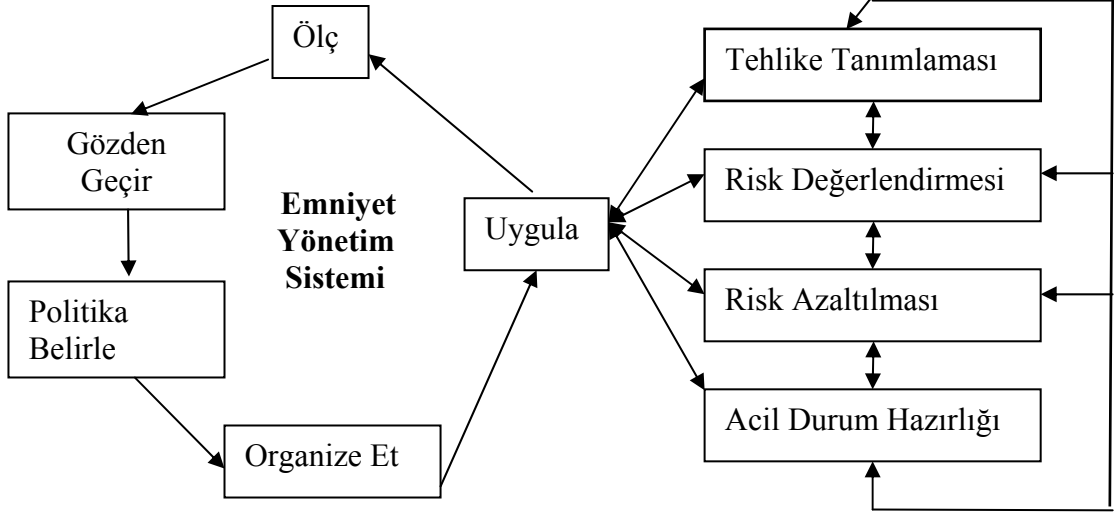 Ölç
Gözden
Geçir
Emniyet
Yönetim
Sistemi
Politika
Belirle
Organize Et
Uygula
Tehlike Tanımlaması
Risk Değerlendirmesi
Risk Azaltılması
Acil Durum Hazırlığı